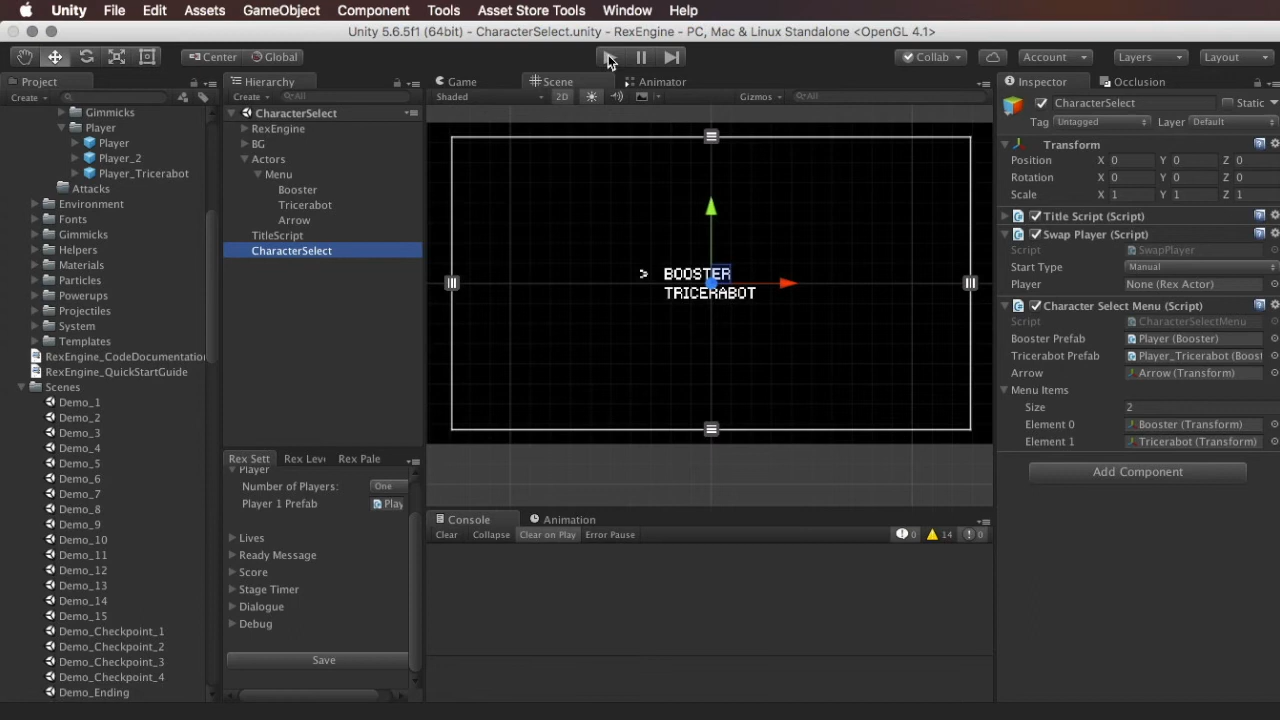 Unity File Edit Assets GameObject Component Tools Asset Store Tools Window Help
Unity 5.6.5f1 (64bit) - CharacterSelect.unity - RexEngine - PC, Mac & Linux Standalone <OpenGL 4.1>
Center Global Collab Account Layers Layout
Project Hierarchy Game Scene Animator Inspector Occlusion
Create Create All Shaded 2D Gizmos All
CharacterSelect Static
Tag Untagged Layer Default
Gimmicks
Player
Player
Player_2
Player_Tricerabot
Attacks
Environment
Fonts
Gimmicks
Helpers
Materials
Particles
Powerups
Projectiles
System
Templates
RexEngine_CodeDocumentation
RexEngine_QuickStartGuide
Scenes
Demo_1
Demo_2
Demo_3
Demo_4
Demo_5
Demo_6
Demo_7
Demo_8
Demo_9
Demo_10
Demo_11
Demo_12
Demo_13
Demo_14
Demo_15
Demo_Checkpoint_1
Demo_Checkpoint_2
Demo_Checkpoint_3
Demo_Checkpoint_4
Demo_Ending
CharacterSelect
RexEngine
BG
Actors
Menu
Booster
Tricerabot
Arrow
TitleScript
CharacterSelect
Rex Sett Rex Leve Rex Pale
Player
Number of Players: One
Player 1 Prefab Play
Lives
Ready Message
Score
Stage Timer
Dialogue
Debug
Save
> BOOSTER
TRICERABOT
Console Animation
Clear Collapse Clear on Play Error Pause 0 14 0
Transform
Position X 0 Y 0 Z 0
Rotation X 0 Y 0 Z 0
Scale X 1 Y 1 Z 1
Title Script (Script)
Swap Player (Script)
Script SwapPlayer
Start Type Manual
Player None (Rex Actor)
Character Select Menu (Script)
Script CharacterSelectMenu
Booster Prefab Player (Booster)
Tricerabot Prefab Player_Tricerabot (Boost
Arrow Arrow (Transform)
Menu Items
Size 2
Element 0 Booster (Transform)
Element 1 Tricerabot (Transform)
Add Component